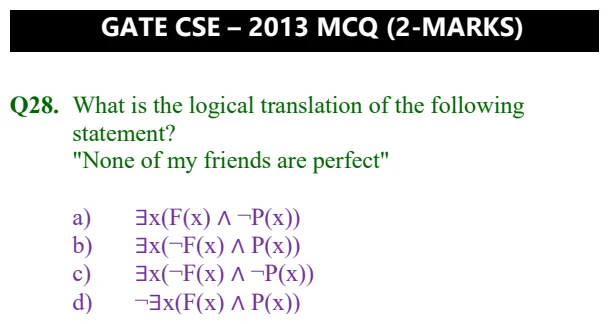 GATE CSE – 2013 MCQ (2-MARKS)
Q28. What is the logical translation of the following
statement?
"None of my friends are perfect"
a) ∃x(F(x) ∧ ¬P(x))
b) ∃x(¬F(x) ∧ P(x))
c) ∃x(¬F(x) ∧ ¬P(x))
d) ¬∃x(F(x) ∧ P(x))